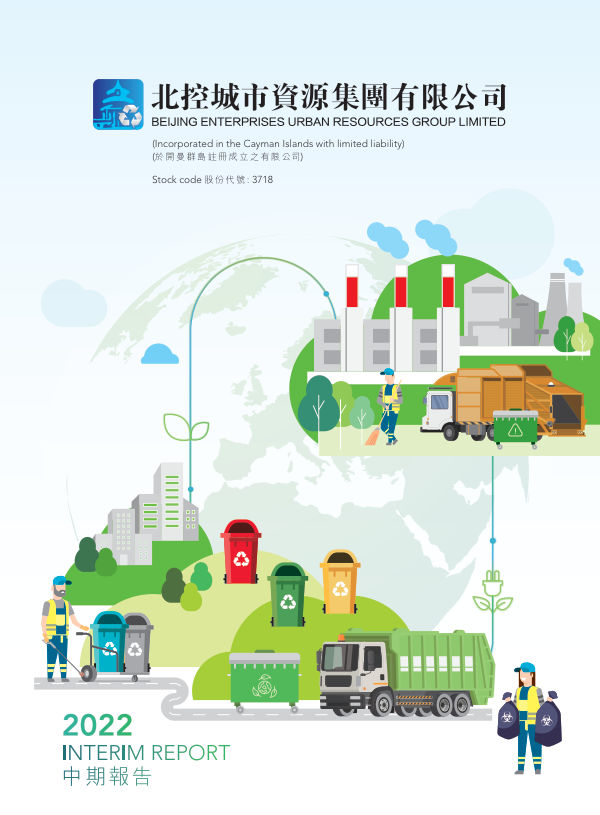 北控城市資源集團有限公司
BEIJING ENTERPRISES URBAN RESOURCES GROUP LIMITED
(Incorporated in the Cayman Islands with limited liability)
(於開曼群島註冊成立之有限公司)
Stock code 股份代號: 3718
2022
INTERIM REPORT
中期報告